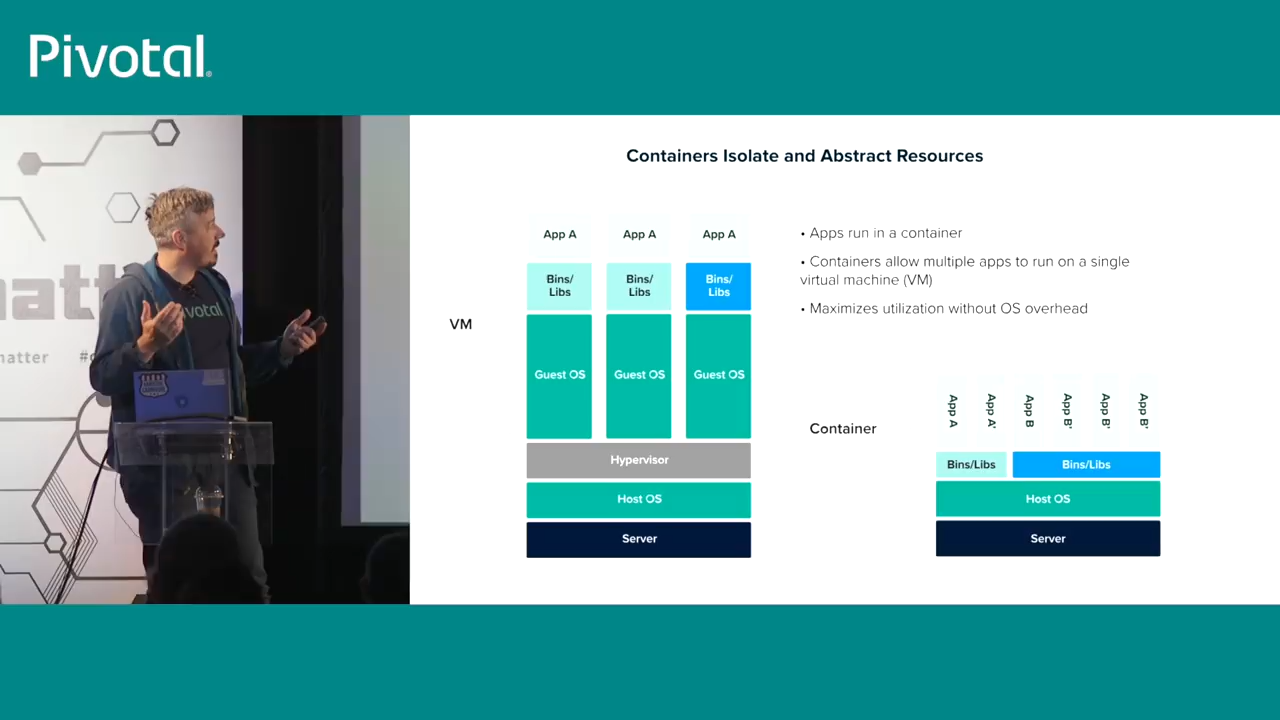 Pivotal
Containers Isolate and Abstract Resources
App A
App A
App A
Bins/
Libs
Bins/
Libs
Bins/
Libs
VM
Guest OS
Guest OS
Guest OS
Hypervisor
Host OS
Server
• Apps run in a container
• Containers allow multiple apps to run on a single
virtual machine (VM)
• Maximizes utilization without OS overhead
Container
App A
App A'
App B
App B'
App B'
App B'
Bins/Libs
Bins/Libs
Host OS
Server
matter